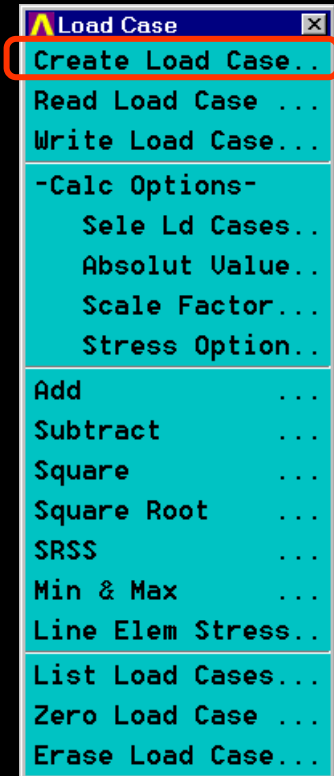 Load Case
Create Load Case..
Read Load Case ...
Write Load Case...
-Calc Options-
Sele Ld Cases..
Absolut Value..
Scale Factor...
Stress Option..
Add ...
Subtract ...
Square ...
Square Root ...
SRSS ...
Min & Max ...
Line Elem Stress..
List Load Cases...
Zero Load Case ...
Erase Load Case...